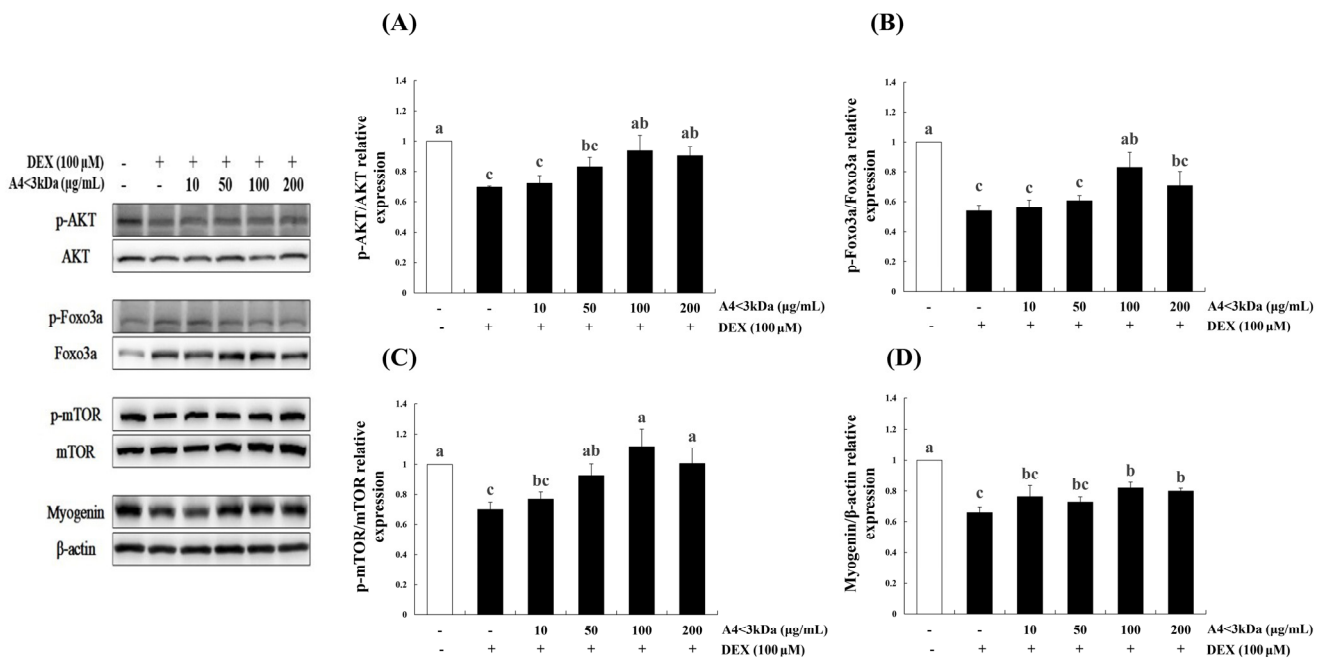 DEX (100 μM) - + + + + +
A4<3kDa (μg/mL) - - 10 50 100 200
p-AKT
AKT
p-Foxo3a
Foxo3a
p-mTOR
mTOR
Myogenin
β-actin
(A)
p-AKT/AKT relative
expression
1.4
1.2
1
0.8
0.6
0.4
0.2
0
a c c bc ab ab
- - 10 50 100 200 A4<3kDa (μg/mL)
- + + + + + DEX (100 μM)
(B)
p-Foxo3a/Foxo3a relative
expression
1.4
1.2
1
0.8
0.6
0.4
0.2
0
a c c c ab bc
- - 10 50 100 200 A4<3kDa (μg/mL)
- + + + + + DEX (100 μM)
(C)
p-mTOR/mTOR relative
expression
1.4
1.2
1
0.8
0.6
0.4
0.2
0
a c bc ab a a
- - 10 50 100 200 A4<3kDa (μg/mL)
- + + + + + DEX (100 μM)
(D)
Myogenin/β-actin relative
expression
1.4
1.2
1
0.8
0.6
0.4
0.2
0
a c bc bc b b
- - 10 50 100 200 A4<3kDa (μg/mL)
- + + + + + DEX (100 μM)